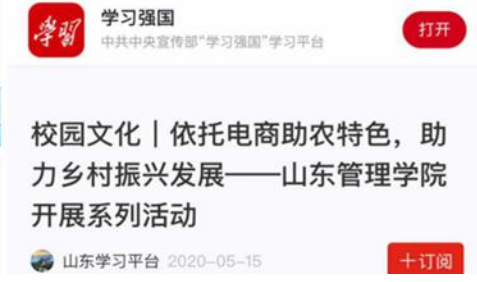 學習
学习强国
中共中央宣传部“学习强国”学习平台
打开
校园文化｜依托电商助农特色，助
力乡村振兴发展——山东管理学院
开展系列活动
山东学习平台 2020-05-15
+订阅